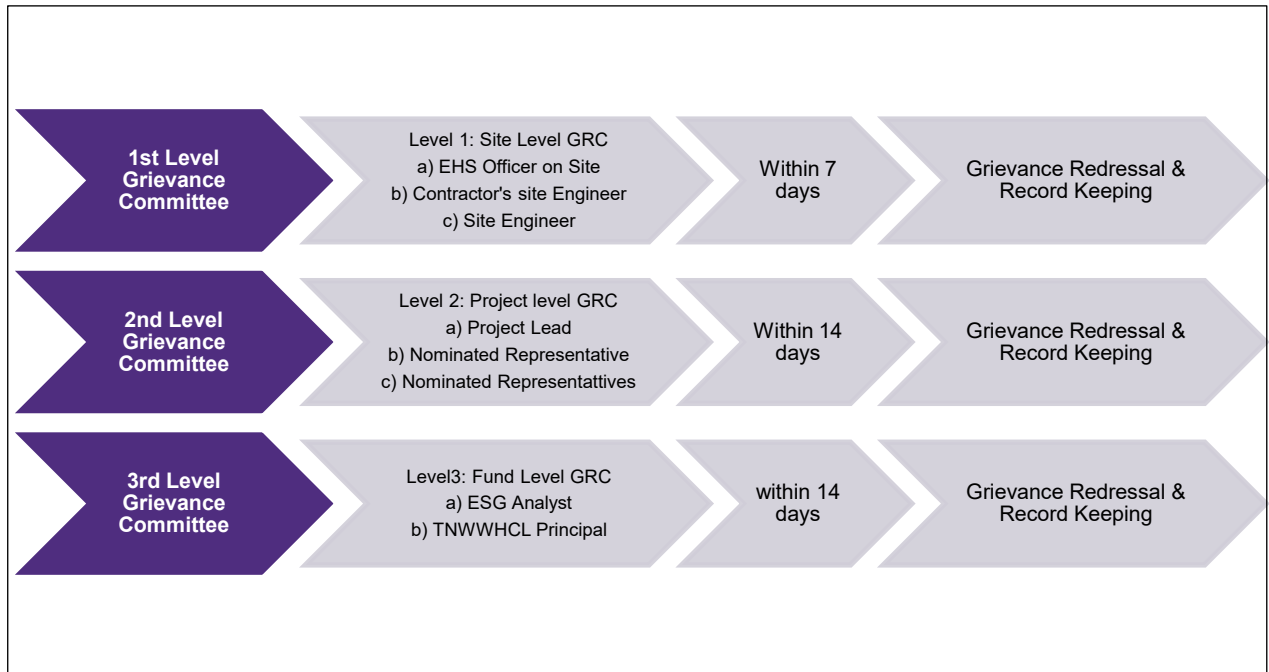 1st Level
Grievance
Committee
Level 1: Site Level GRC
a) EHS Officer on Site
b) Contractor's site Engineer
c) Site Engineer
Within 7
days
Grievance Redressal &
Record Keeping
2nd Level
Grievance
Committee
Level 2: Project level GRC
a) Project Lead
b) Nominated Representative
c) Nominated Representattives
Within 14
days
Grievance Redressal &
Record Keeping
3rd Level
Grievance
Committee
Level3: Fund Level GRC
a) ESG Analyst
b) TNWWHCL Principal
within 14
days
Grievance Redressal &
Record Keeping